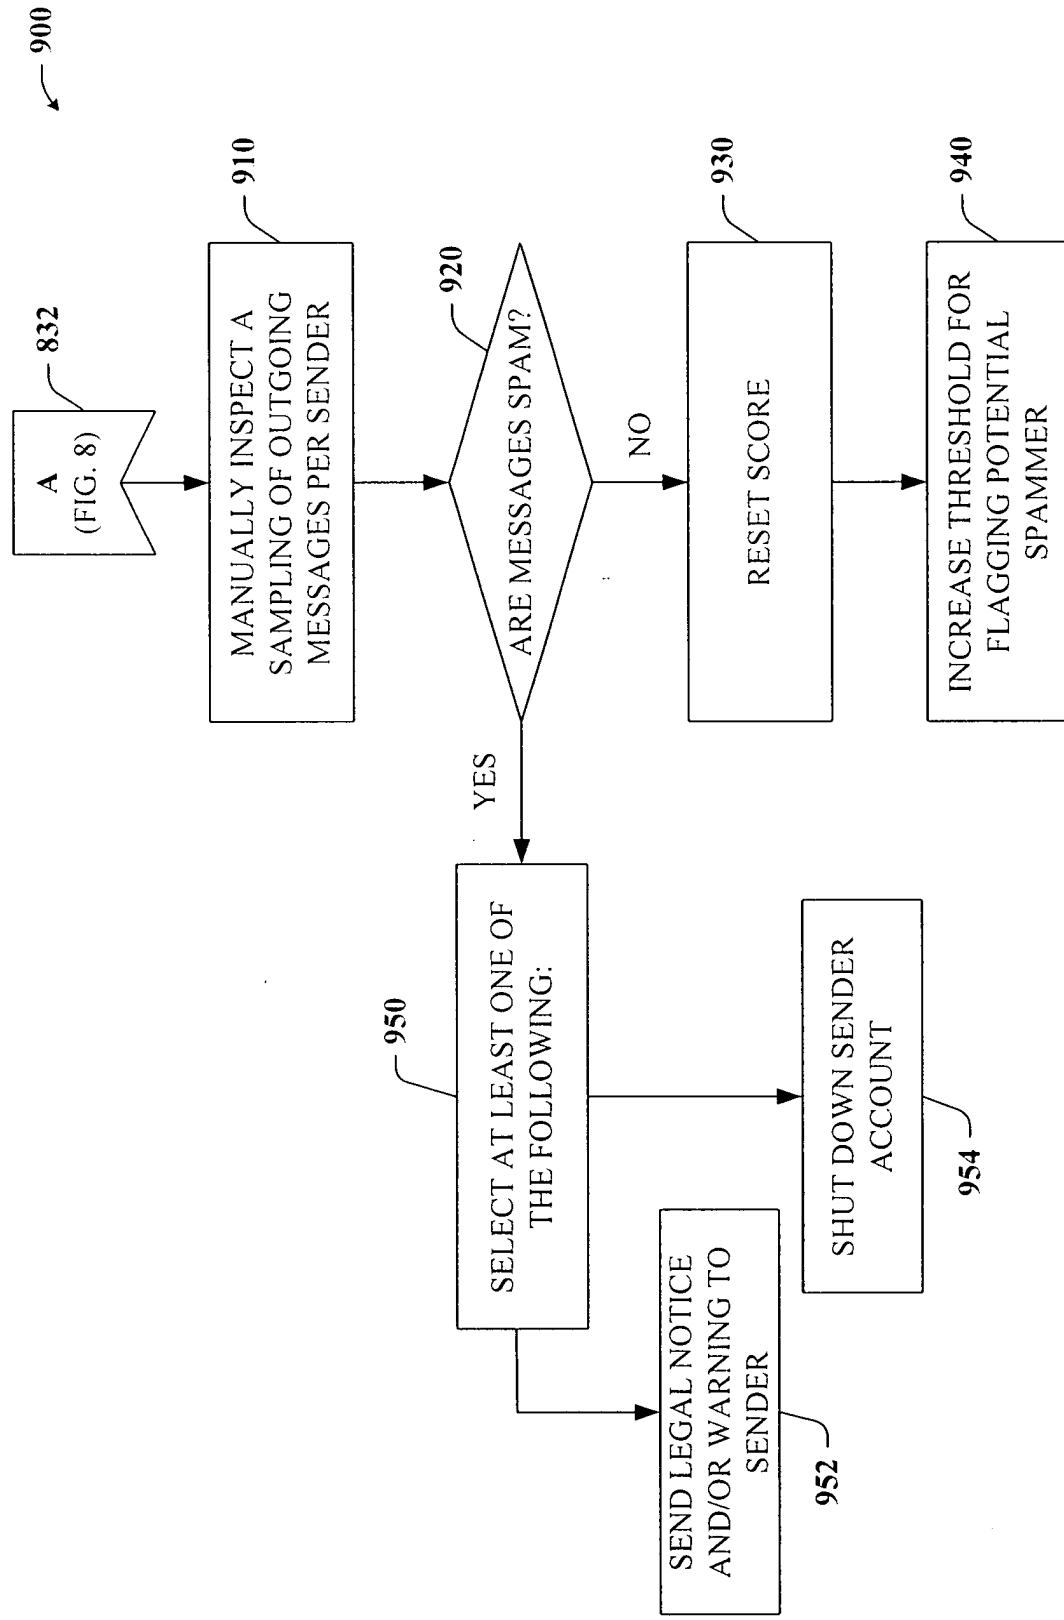 900
832
A
(FIG. 8)
910
MANUALLY INSPECT A
SAMPLING OF OUTGOING
MESSAGES PER SENDER
920
ARE MESSAGES SPAM?
YES
NO
950
SELECT AT LEAST ONE OF
THE FOLLOWING:
930
RESET SCORE
SEND LEGAL NOTICE
AND/OR WARNING TO
SENDER
952
SHUT DOWN SENDER
ACCOUNT
954
940
INCREASE THRESHOLD FOR
FLAGGING POTENTIAL
SPAMMER